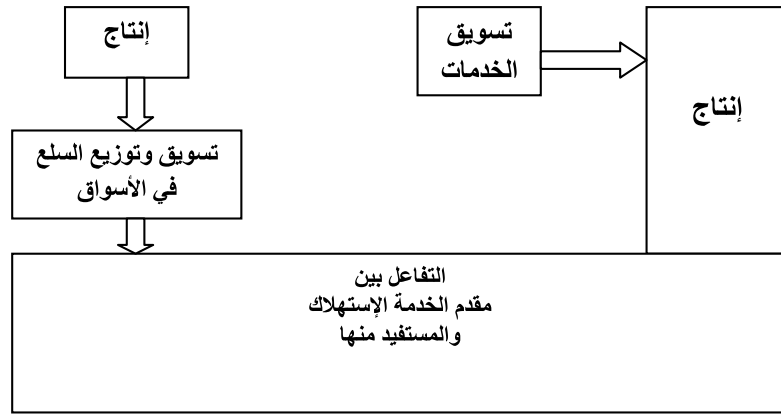 إنتاج
تسويق
الخدمات
إنتاج
تسويق وتوزيع السلع
في الأسواق
التفاعل بين
مقدم الخدمة الإستهلاك
والمستفيد منها